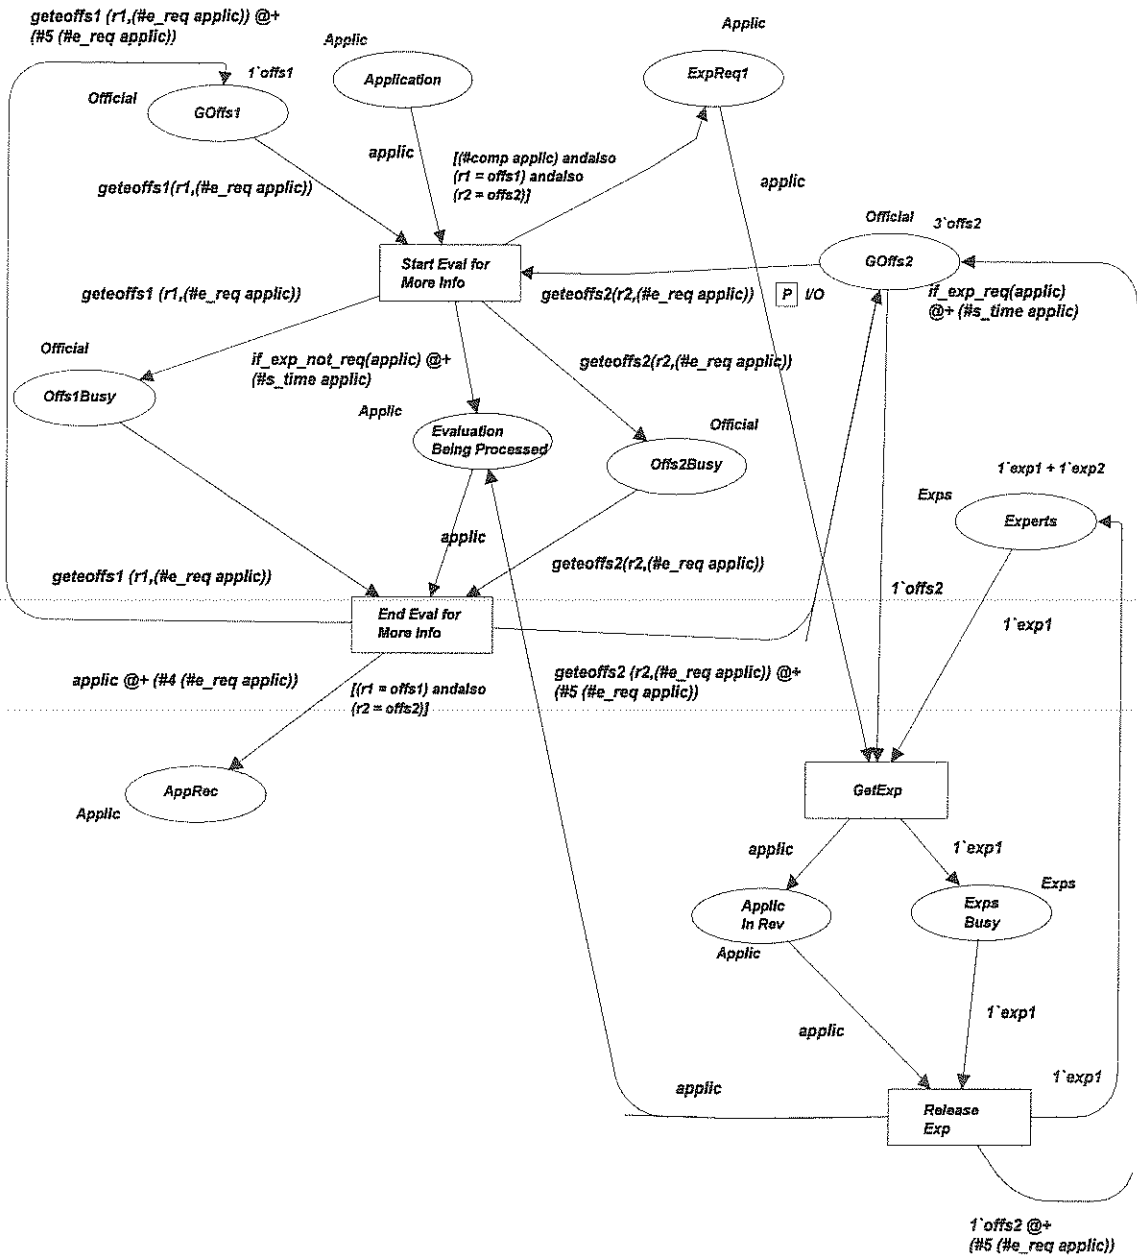 geteoffs1 (r1,(#e_req applic)) @+
(#5 (#e_req applic))
Applic
Applic
1`offs1
Official
GOffs1
Application
ExpReq1
applic
[(#comp applic) andalso
(r1 = offs1) andalso
(r2 = offs2)]
applic
geteoffs1(r1,(#e_req applic))
Official
3`offs2
GOffs2
Start Eval for
More Info
geteoffs1 (r1,(#e_req applic))
geteoffs2(r2,(#e_req applic))
P I/O
if_exp_req(applic)
@+ (#s_time applic)
Official
if_exp_not_req(applic) @+
(#s_time applic)
geteoffs2(r2,(#e_req applic))
Offs1Busy
Applic
Evaluation
Being Processed
Official
Offs2Busy
1`exp1 + 1`exp2
Exps
Experts
applic
geteoffs1 (r1,(#e_req applic))
geteoffs2(r2,(#e_req applic))
1`offs2
1`exp1
End Eval for
More Info
applic @+ (#4 (#e_req applic))
[(r1 = offs1) andalso
(r2 = offs2)]
geteoffs2 (r2,(#e_req applic)) @+
(#5 (#e_req applic))
AppRec
Applic
GetExp
applic
1`exp1
Applic
In Rev
Applic
Exps
Busy
Exps
applic
1`exp1
applic
1`exp1
Release
Exp
1`offs2 @+
(#5 (#e_req applic))